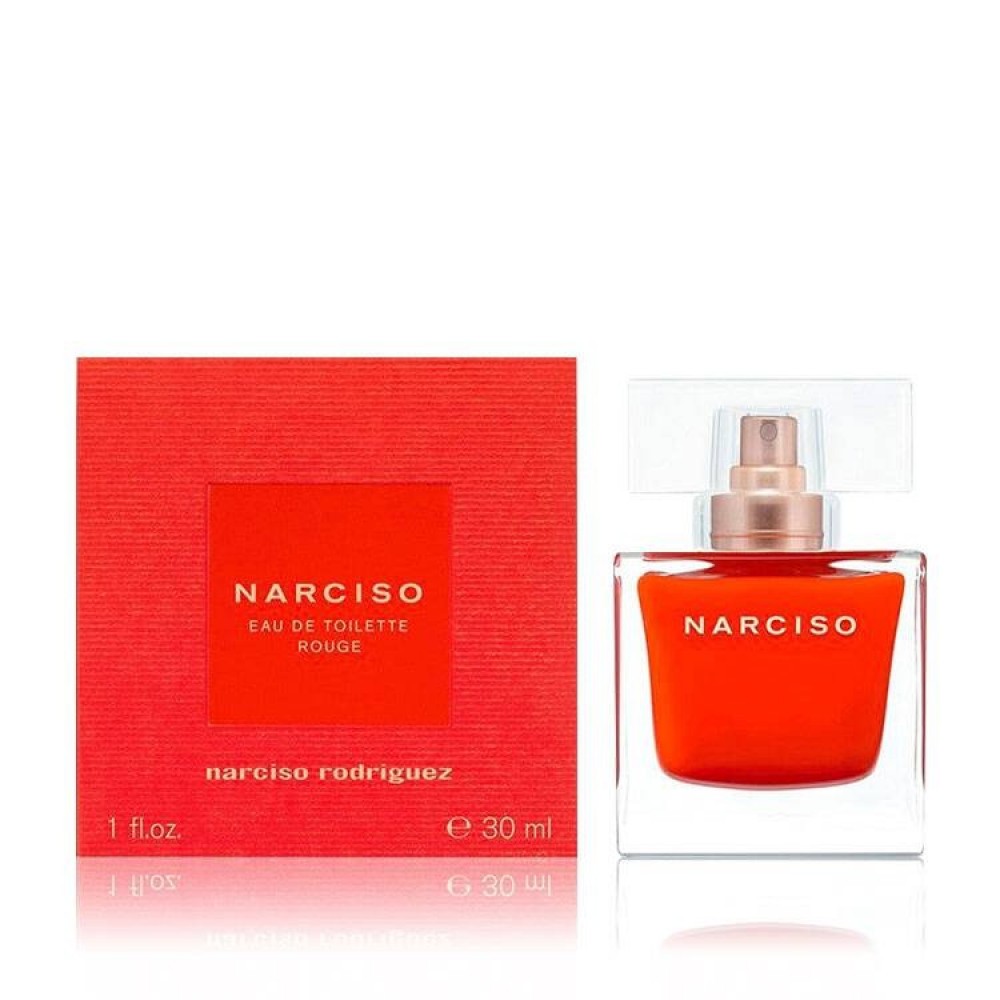 NARCISO
EAU DE TOILETTE
ROUGE
narciso rodriguez
1 fl.oz.
℮ 30 ml
NARCISO